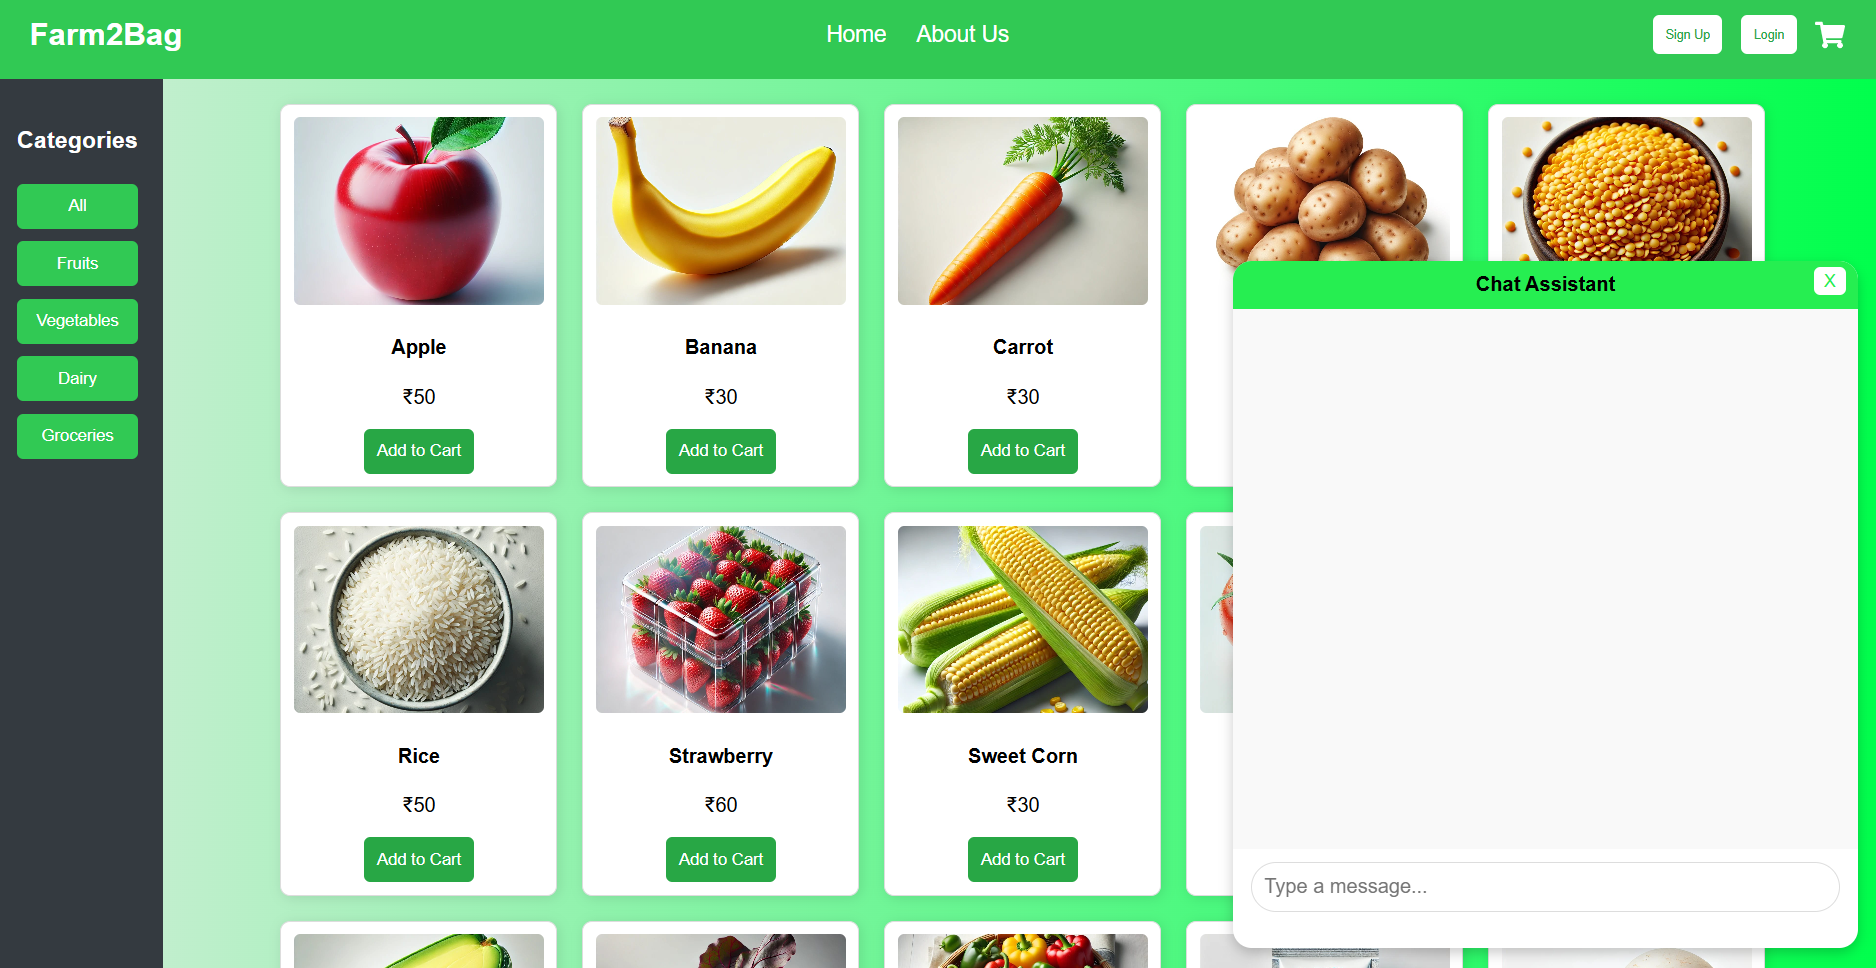 Farm2Bag
Home
About Us
Sign Up
Login
Categories
All
Fruits
Vegetables
Dairy
Groceries
Apple
₹50
Add to Cart
Banana
₹30
Add to Cart
Carrot
₹30
Add to Cart
Rice
₹50
Add to Cart
Strawberry
₹60
Add to Cart
Sweet Corn
₹30
Add to Cart
Chat Assistant
X
Type a message...